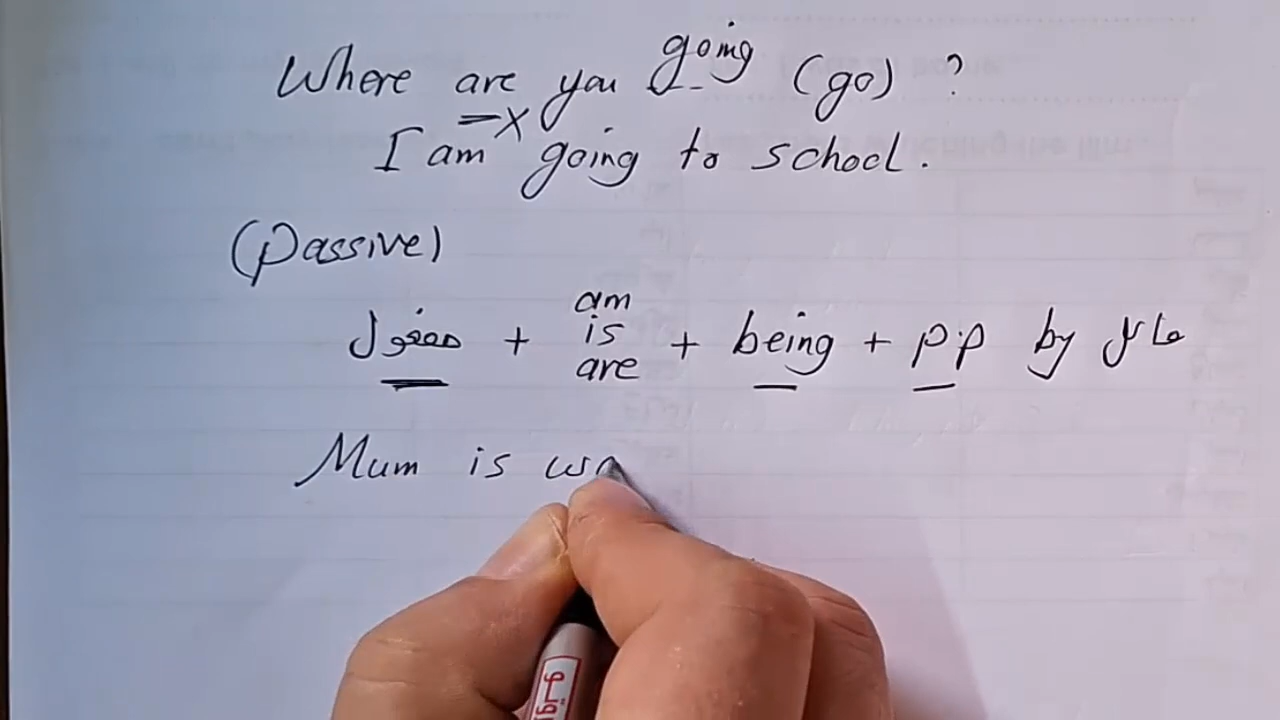 Where are you going (go) ?
I am going to school.
(Passive)
مفعول + am is are + being + p.p by فاعل
Mum is wa